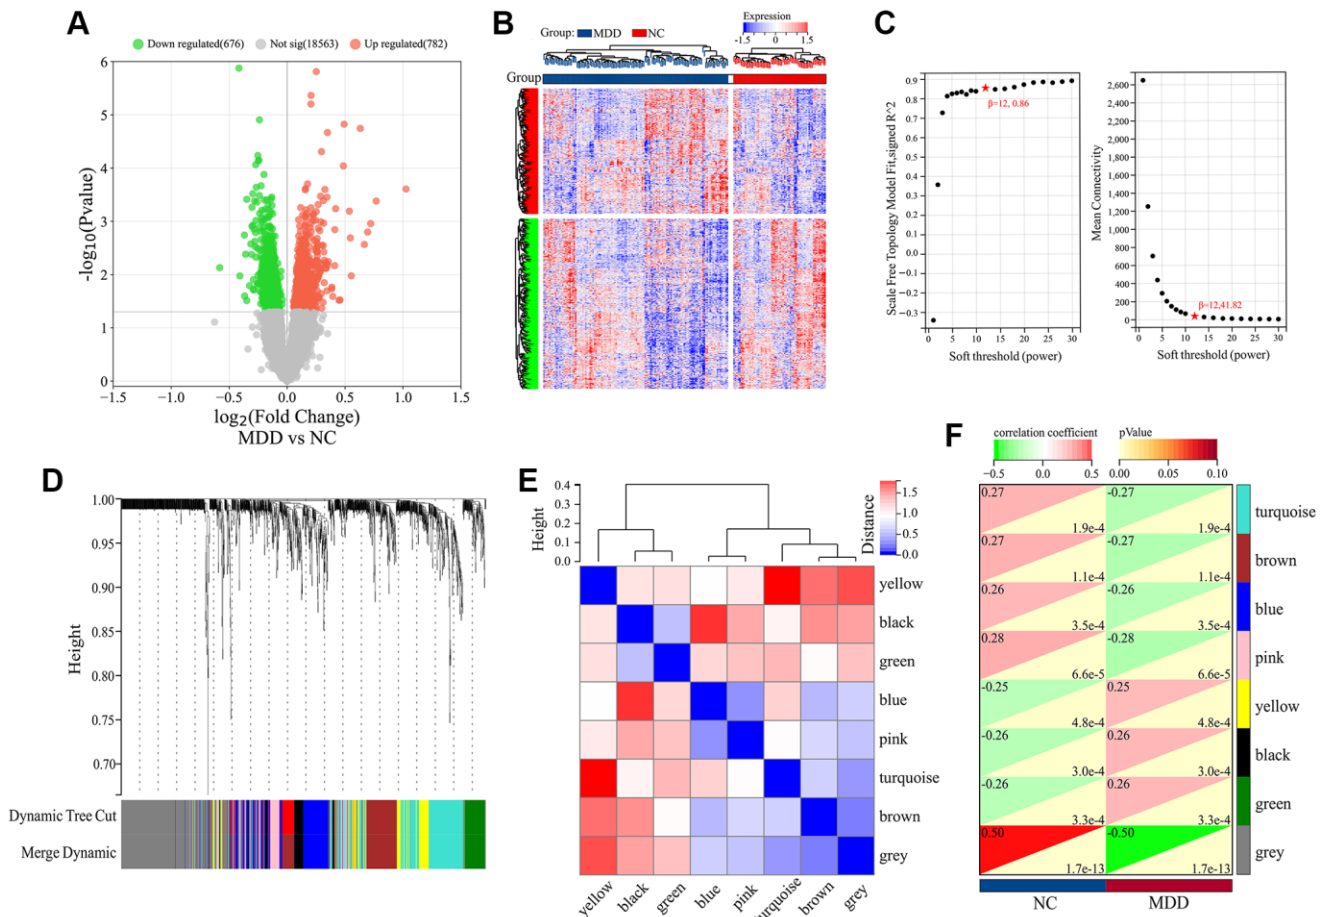 A
Down regulated(676) Not sig(18563) Up regulated(782)
6
5
4
3
2
1
0
-log10(Pvalue)
−1.5 −1.0 −0.5 0.0 0.5 1.0 1.5
log2(Fold Change)
MDD vs NC
B
Group: MDD NC
Expression
-1.5 0 1.5
Group
C
0.9
0.8
0.7
0.6
0.5
0.4
0.3
0.2
0.1
0.0
−0.1
−0.2
−0.3
Scale Free Topology Model Fit,signed R^2
β=12, 0.86
0 5 10 15 20 25 30
Soft threshold (power)
2,600
2,400
2,200
2,000
1,800
1,600
1,400
1,200
1,000
800
600
400
200
0
Mean Connectivity
β=12,41.82
0 5 10 15 20 25 30
Soft threshold (power)
D
1.00
0.95
0.90
0.85
0.80
0.75
0.70
Height
Dynamic Tree Cut
Merge Dynamic
E
0.4
0.3
0.2
0.1
0.0
Height
1.5
1.0
0.5
0.0
Distance
yellow
black
green
blue
pink
turquoise
brown
grey
yellow black green blue pink turquoise brown grey
F
correlation coefficient pValue
−0.5 0.0 0.5 0.00 0.05 0.10
0.27 1.9e-4 -0.27 1.9e-4 turquoise
0.27 1.1e-4 -0.27 1.1e-4 brown
0.26 3.5e-4 -0.26 3.5e-4 blue
0.28 6.6e-5 -0.28 6.6e-5 pink
-0.25 4.8e-4 0.25 4.8e-4 yellow
-0.26 3.0e-4 0.26 3.0e-4 black
-0.26 3.3e-4 0.26 3.3e-4 green
0.50 1.7e-13 -0.50 1.7e-13 grey
NC MDD